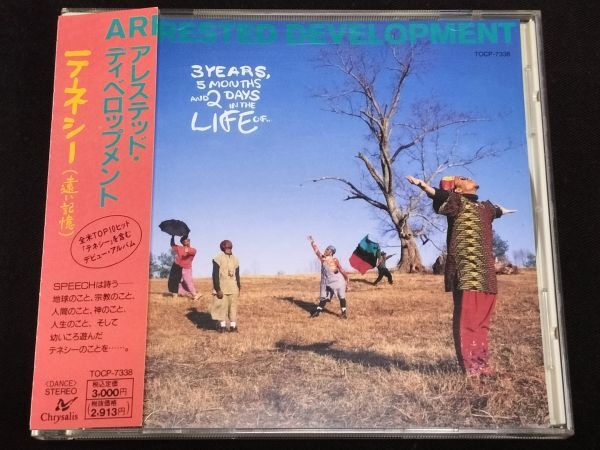 ARRESTED DEVELOPMENT
TOCP-7338
3 YEARS,
5 MONTHS
AND 2 DAYS
IN THE
LIFE OF..
アレステッド・
ディベロップメント
テネシー(遠い記憶)
全米TOP10ヒット
「テネシー」を含む
デビュー・アルバム
SPEECHは詩う――
地球のこと、宗教のこと、
人間のこと、神のこと、
人生のこと、そして
幼いころ遊んだ
テネシーのことを……。
TOCP-7338
〈DANCE〉
STEREO
税込定価
3,000円
税抜価格
2,913円
Chrysalis